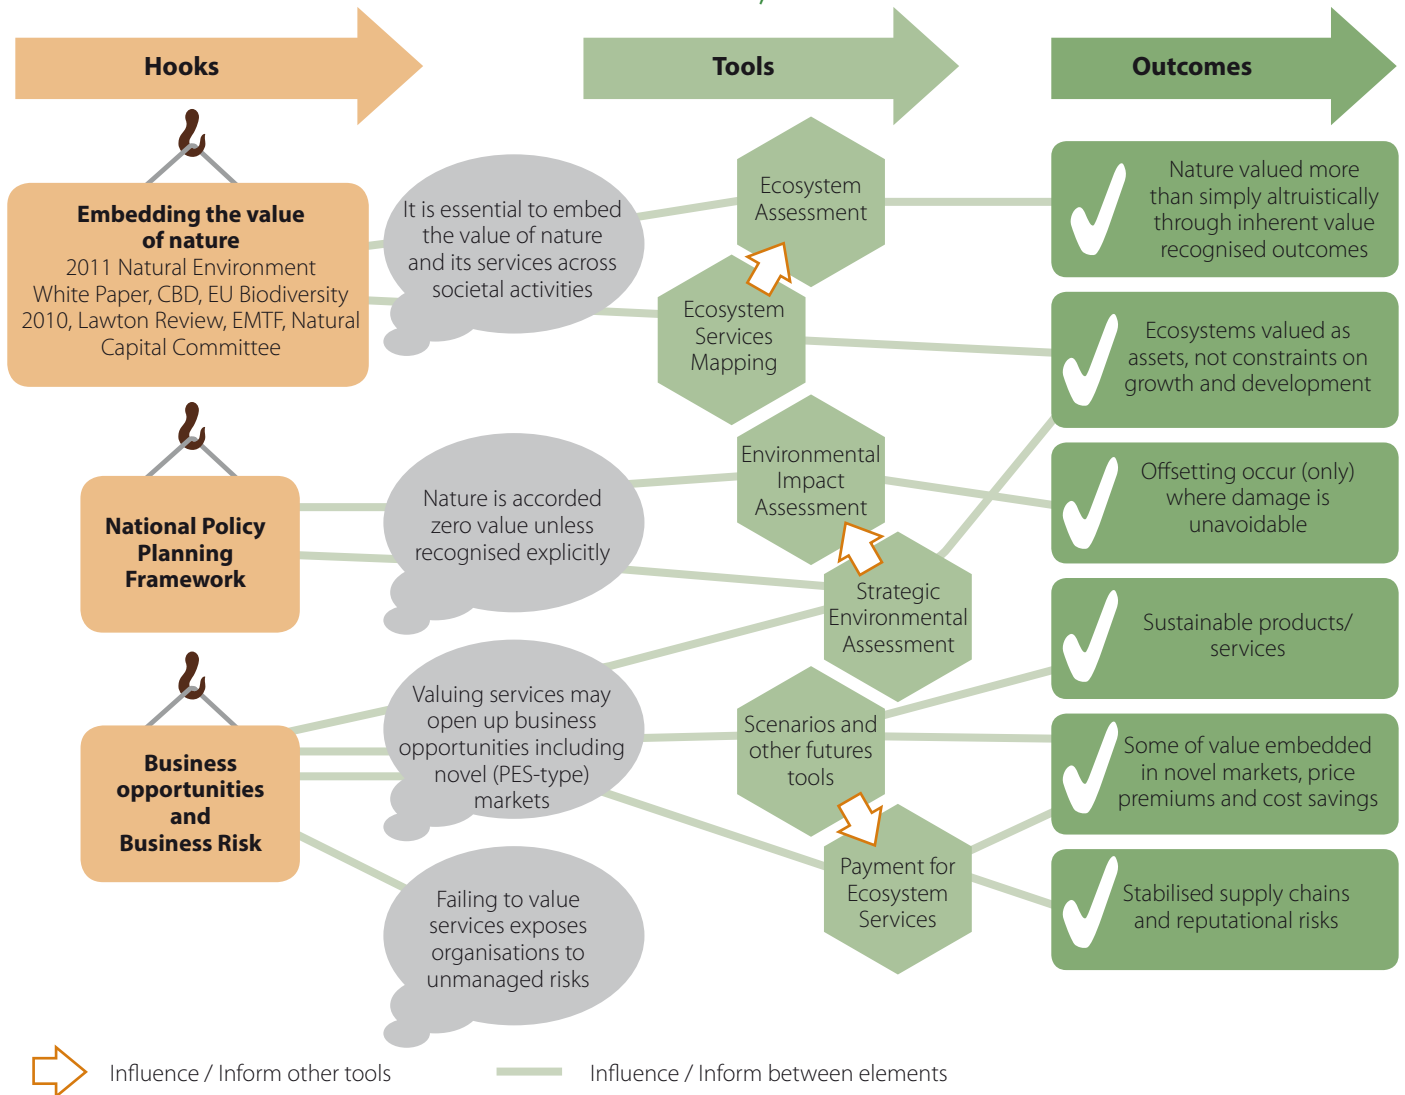 Hooks
Tools
Outcomes
Embedding the value
of nature
2011 Natural Environment
White Paper, CBD, EU Biodiversity
2010, Lawton Review, EMTF, Natural
Capital Committee
It is essential to embed
the value of nature
and its services across
societal activities
Ecosystem
Assessment
Ecosystem
Services
Mapping
Nature valued more
than simply altruistically
through inherent value
recognised outcomes
Ecosystems valued as
assets, not constraints on
growth and development
National Policy
Planning
Framework
Nature is accorded
zero value unless
recognised explicitly
Environmental
Impact
Assessment
Strategic
Environmental
Assessment
Offsetting occur (only)
where damage is
unavoidable
Sustainable products/
services
Business
opportunities
and
Business Risk
Valuing services may
open up business
opportunities including
novel (PES-type)
markets
Failing to value
services exposes
organisations to
unmanaged risks
Scenarios and
other futures
tools
Payment for
Ecosystem
Services
Some of value embedded
in novel markets, price
premiums and cost savings
Stabilised supply chains
and reputational risks
Influence / Inform other tools
Influence / Inform between elements